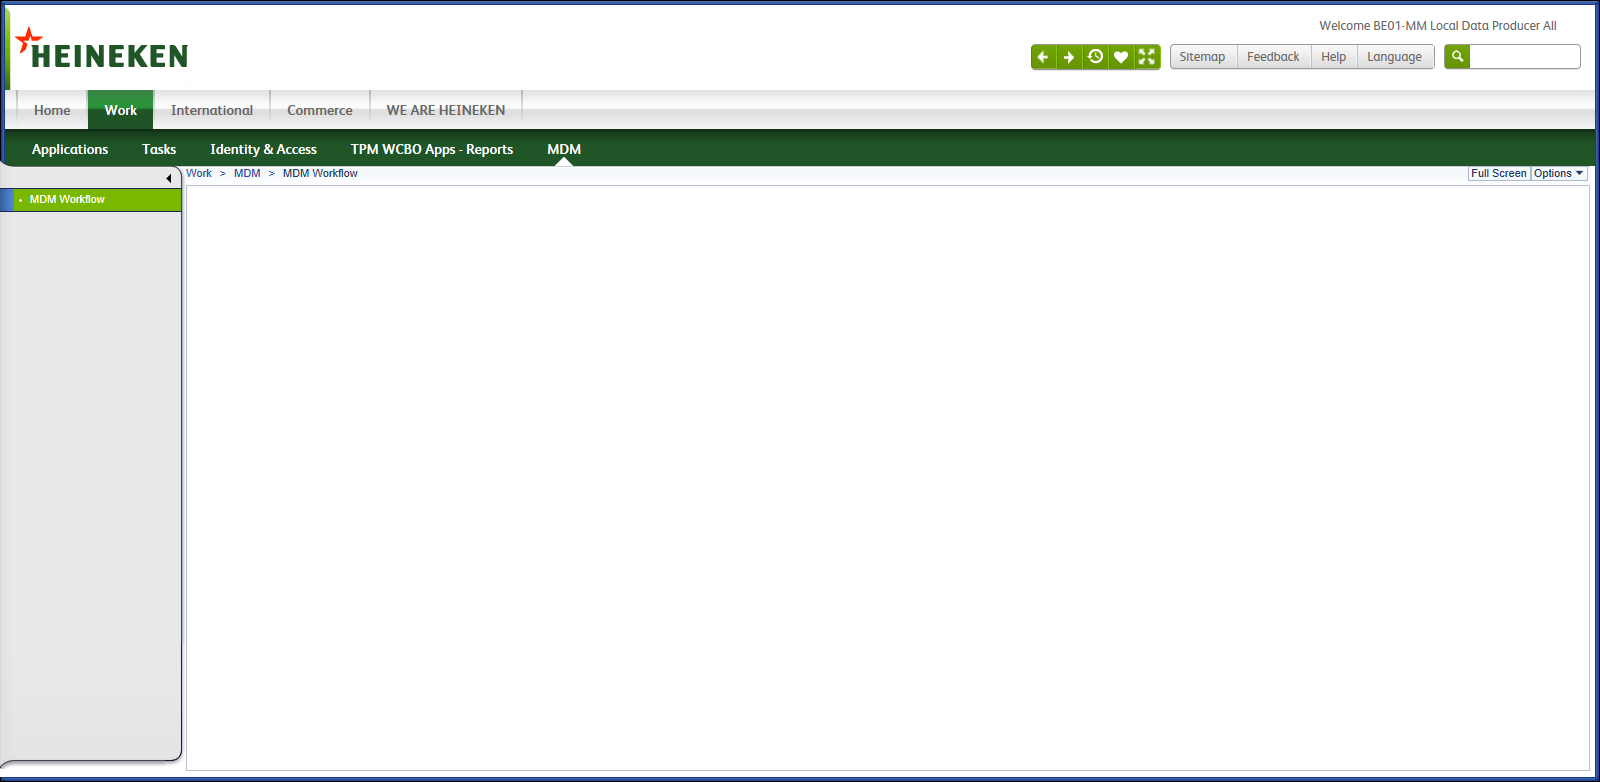 Welcome BE01-MM Local Data Producer All
HEINEKEN
Sitemap Feedback Help Language
Home Work International Commerce WE ARE HEINEKEN
Applications Tasks Identity & Access TPM WCBO Apps - Reports MDM
Work > MDM > MDM Workflow Full Screen Options
MDM Workflow